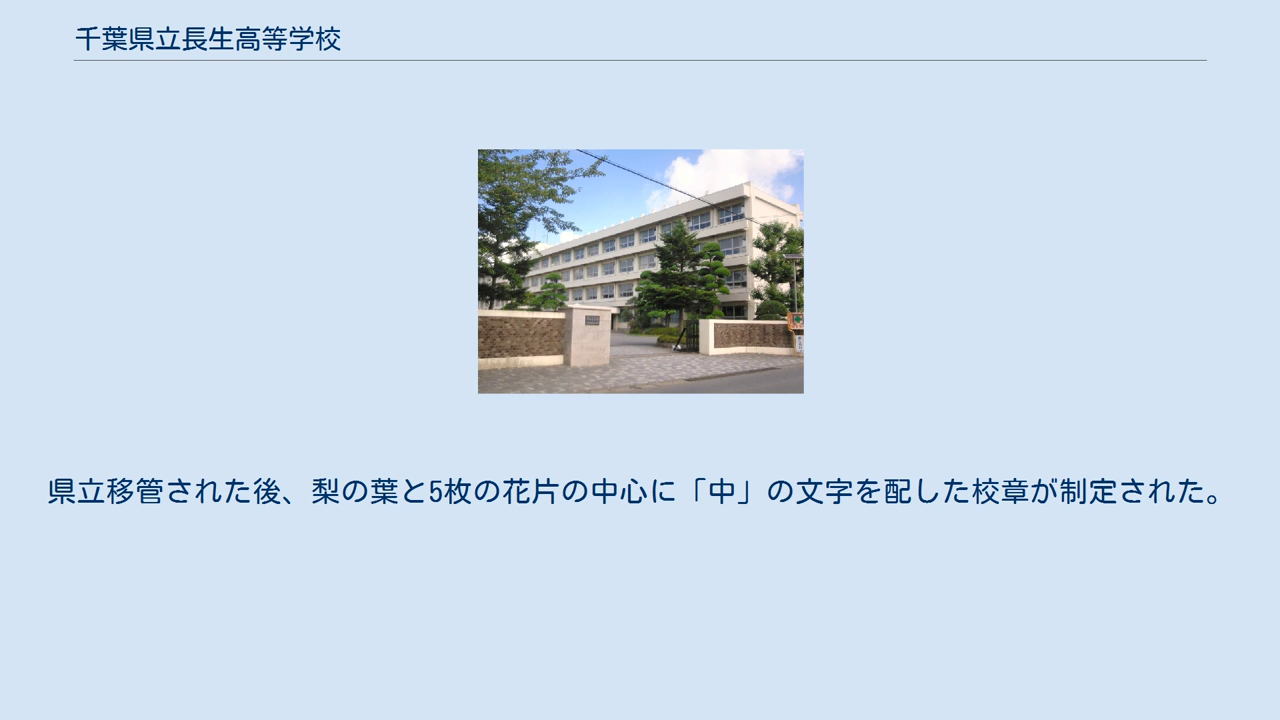 千葉県立長生高等学校
県立移管された後、梨の葉と5枚の花片の中心に「中」の文字を配した校章が制定された。